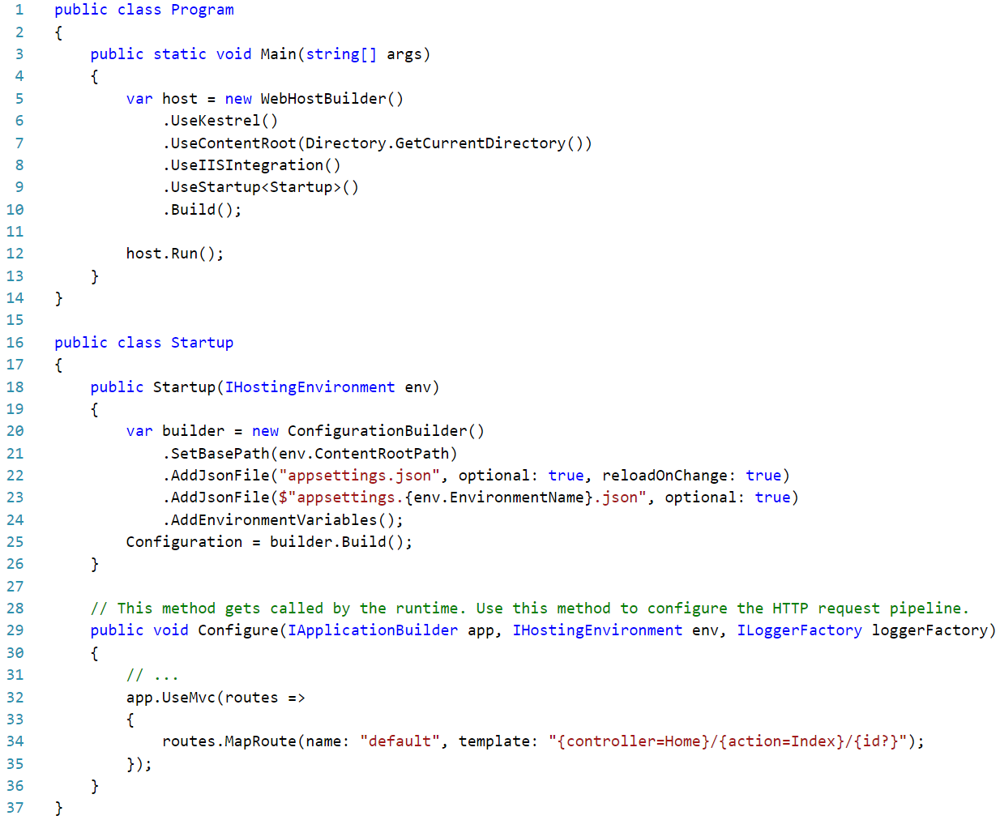 1 public class Program
2 {
3     public static void Main(string[] args)
4     {
5         var host = new WebHostBuilder()
6             .UseKestrel()
7             .UseContentRoot(Directory.GetCurrentDirectory())
8             .UseIISIntegration()
9             .UseStartup<Startup>()
10             .Build();
11
12         host.Run();
13     }
14 }
15
16 public class Startup
17 {
18     public Startup(IHostingEnvironment env)
19     {
20         var builder = new ConfigurationBuilder()
21             .SetBasePath(env.ContentRootPath)
22             .AddJsonFile("appsettings.json", optional: true, reloadOnChange: true)
23             .AddJsonFile($"appsettings.{env.EnvironmentName}.json", optional: true)
24             .AddEnvironmentVariables();
25         Configuration = builder.Build();
26     }
27
28     // This method gets called by the runtime. Use this method to configure the HTTP request pipeline.
29     public void Configure(IApplicationBuilder app, IHostingEnvironment env, ILoggerFactory loggerFactory)
30     {
31         // ...
32         app.UseMvc(routes =>
33         {
34             routes.MapRoute(name: "default", template: "{controller=Home}/{action=Index}/{id?}");
35         });
36     }
37 }